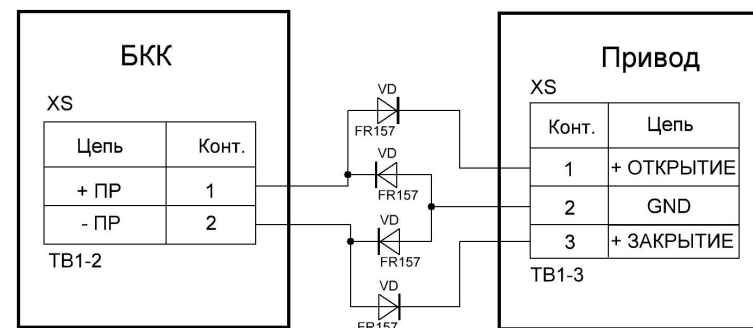 БКК
XS
Цепь Конт.
+ ПР 1
- ПР 2
TB1-2
VD
FR157
VD
FR157
VD
FR157
VD
FR157
Привод
XS
Конт. Цепь
1 + ОТКРЫТИЕ
2 GND
3 + ЗАКРЫТИЕ
TB1-3